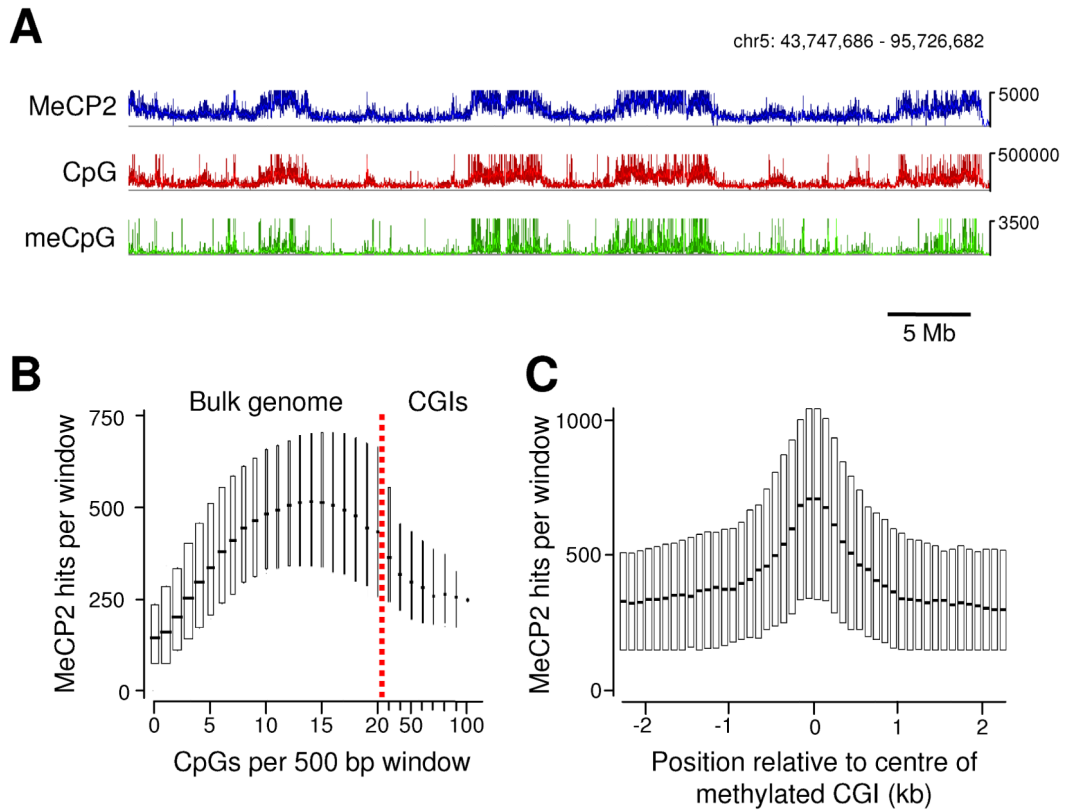 A
chr5: 43,747,686 - 95,726,682
MeCP2
5000
CpG
500000
meCpG
3500
5 Mb
B
Bulk genome
CGIs
MeCP2 hits per window
750
500
250
0
0 5 10 15 20 50 100
CpGs per 500 bp window
C
MeCP2 hits per window
1000
500
0
-2 -1 0 1 2
Position relative to centre of
methylated CGI (kb)